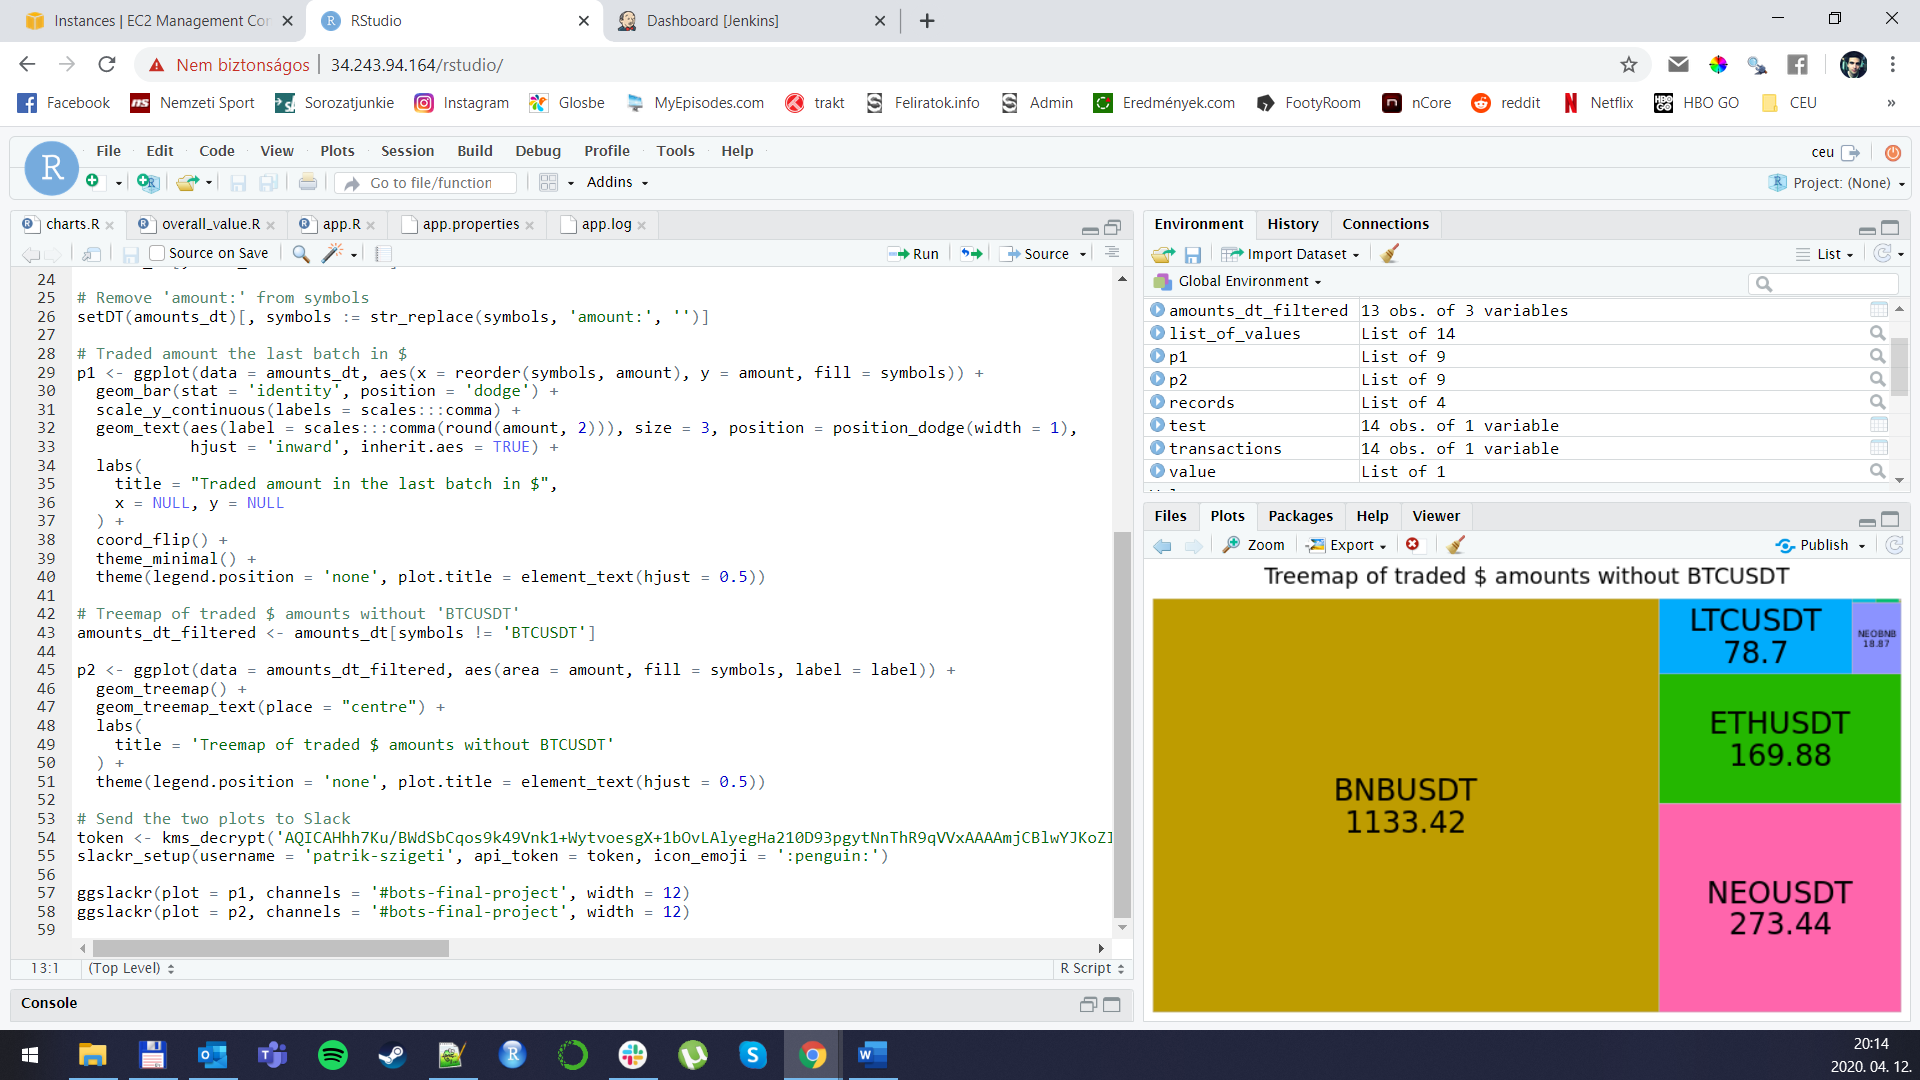 Instances | EC2 Management Con
RStudio
Dashboard [Jenkins]
Nem biztonságos
34.243.94.164/rstudio/
Facebook
Nemzeti Sport
Sorozatjunkie
Instagram
Glosbe
MyEpisodes.com
trakt
Feliratok.info
Admin
Eredmények.com
FootyRoom
nCore
reddit
Netflix
HBO GO
CEU
»
File Edit Code View Plots Session Build Debug Profile Tools Help
ceu
Go to file/function
Addins
Project: (None)
charts.R
overall_value.R
app.R
app.properties
app.log
Source on Save
Run
Source
24
25 # Remove 'amount:' from symbols
26 setDT(amounts_dt)[, symbols := str_replace(symbols, 'amount:', '')]
27
28 # Traded amount the last batch in $
29 p1 <- ggplot(data = amounts_dt, aes(x = reorder(symbols, amount), y = amount, fill = symbols)) +
30 geom_bar(stat = 'identity', position = 'dodge') +
31 scale_y_continuous(labels = scales:::comma) +
32 geom_text(aes(label = scales:::comma(round(amount, 2))), size = 3, position = position_dodge(width = 1),
33 hjust = 'inward', inherit.aes = TRUE) +
34 labs(
35 title = "Traded amount in the last batch in $",
36 x = NULL, y = NULL
37 ) +
38 coord_flip() +
39 theme_minimal() +
40 theme(legend.position = 'none', plot.title = element_text(hjust = 0.5))
41
42 # Treemap of traded $ amounts without 'BTCUSDT'
43 amounts_dt_filtered <- amounts_dt[symbols != 'BTCUSDT']
44
45 p2 <- ggplot(data = amounts_dt_filtered, aes(area = amount, fill = symbols, label = label)) +
46 geom_treemap() +
47 geom_treemap_text(place = "centre") +
48 labs(
49 title = 'Treemap of traded $ amounts without BTCUSDT'
50 ) +
51 theme(legend.position = 'none', plot.title = element_text(hjust = 0.5))
52
53 # Send the two plots to Slack
54 token <- kms_decrypt('AQICAHhh7Ku/BWdSbCqos9k49Vnk1+WytvoesgX+1bOvLAlyegHa210D93pgytNnThR9qVVxAAAAmjCBlwYJKoZI
55 slackr_setup(username = 'patrik-szigeti', api_token = token, icon_emoji = ':penguin:')
56
57 ggslackr(plot = p1, channels = '#bots-final-project', width = 12)
58 ggslackr(plot = p2, channels = '#bots-final-project', width = 12)
59
13:1
(Top Level)
R Script
Console
Environment History Connections
Import Dataset
List
Global Environment
amounts_dt_filtered 13 obs. of 3 variables
list_of_values List of 14
p1 List of 9
p2 List of 9
records List of 4
test 14 obs. of 1 variable
transactions 14 obs. of 1 variable
value List of 1
Files Plots Packages Help Viewer
Zoom
Export
Publish
Treemap of traded $ amounts without BTCUSDT
BNBUSDT
1133.42
LTCUSDT
78.7
NEOBNB
18.87
ETHUSDT
169.88
NEOUSDT
273.44
20:14
2020. 04. 12.